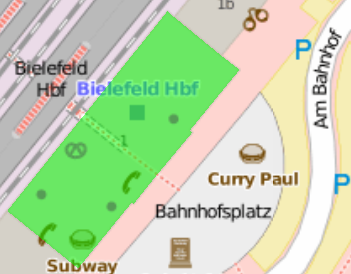 16
Bielefeld
Hbf
Bielefeld Hbf
P
Am Bahnhof
1
Curry Paul
P
Bahnhofsplatz
Subway